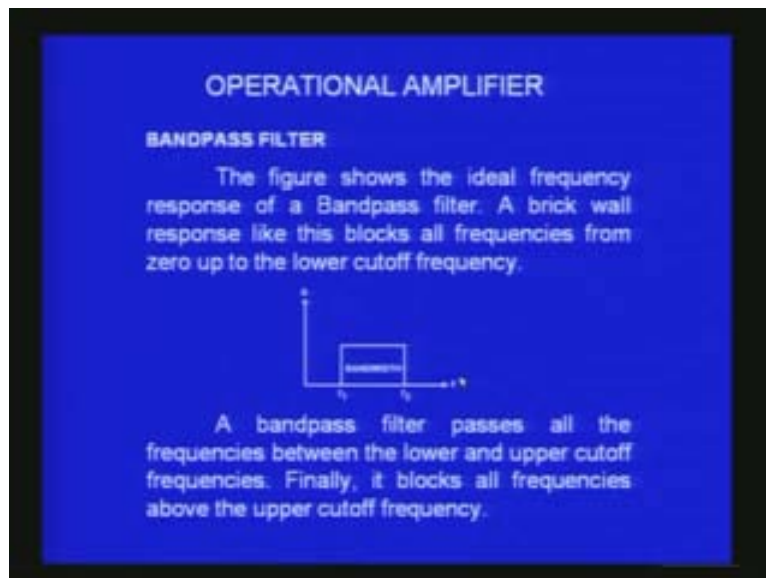 OPERATIONAL AMPLIFIER
BANDPASS FILTER
The figure shows the ideal frequency
response of a Bandpass filter. A brick wall
response like this blocks all frequencies from
zero up to the lower cutoff frequency.
BANDWIDTH
A bandpass filter passes all the
frequencies between the lower and upper cutoff
frequencies. Finally, it blocks all frequencies
above the upper cutoff frequency.